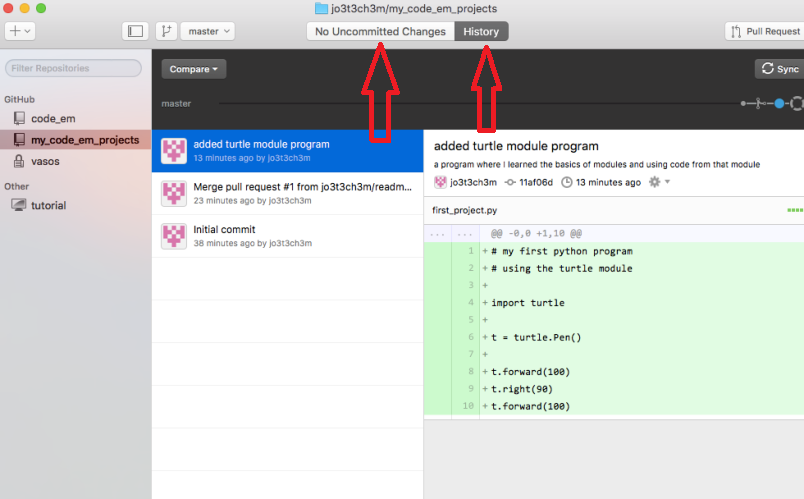 jo3t3ch3m/my_code_em_projects
master
No Uncommitted Changes
History
Pull Request
Filter Repositories
Compare
Sync
master
GitHub
code_em
my_code_em_projects
vasos
Other
tutorial
added turtle module program
13 minutes ago by jo3t3ch3m
Merge pull request #1 from jo3t3ch3m/readm...
23 minutes ago by jo3t3ch3m
Initial commit
38 minutes ago by jo3t3ch3m
added turtle module program
a program where I learned the basics of modules and using code from that module
jo3t3ch3m 11af06d 13 minutes ago
first_project.py
... ... @@ -0,0 +1,10 @@
1 + # my first python program
2 + # using the turtle module
3 +
4 + import turtle
5 +
6 + t = turtle.Pen()
7 +
8 + t.forward(100)
9 + t.right(90)
10 + t.forward(100)